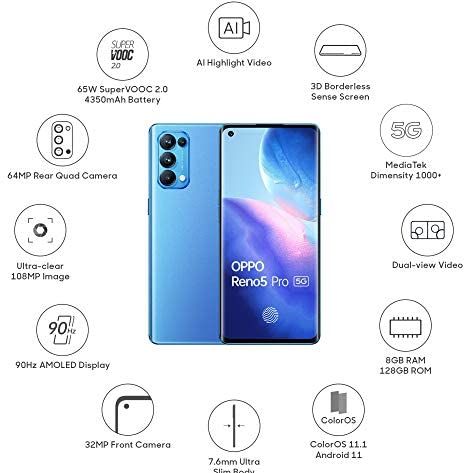 SUPER
VOOC
2.0
65W SuperVOOC 2.0
4350mAh Battery
AI
AI Highlight Video
3D Borderless
Sense Screen
5G
MediaTek
Dimensity 1000+
64MP Rear Quad Camera
Ultra-clear
108MP Image
OPPO
Reno5 Pro 5G
Dual-view Video
90Hz
90Hz AMOLED Display
8GB RAM
128GB ROM
32MP Front Camera
7.6mm Ultra
Slim Body
ColorOS
ColorOS 11.1
Android 11